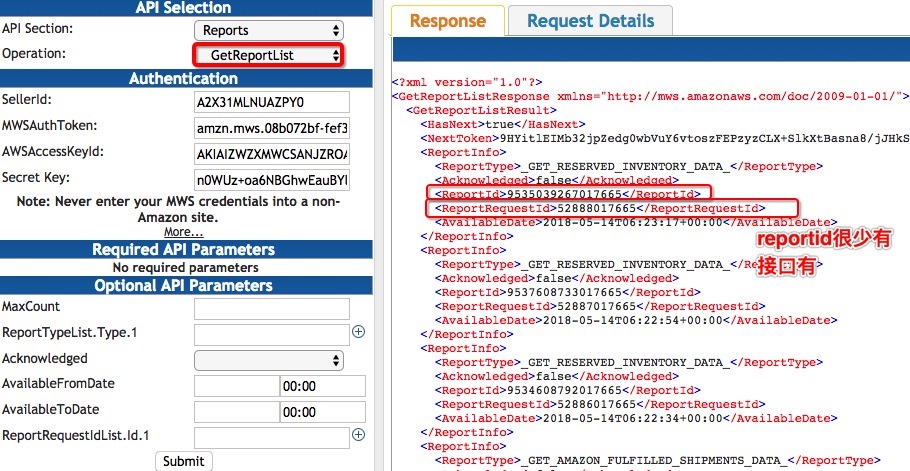 API Selection
API Section:
Reports
Operation:
GetReportList
Authentication
SellerId:
A2X31MLNUAZPY0
MWSAuthToken:
amzn.mws.08b072bf-fef3
AWSAccessKeyId:
AKIAIZWZXMWCSANJZROA
Secret Key:
n0WUz+oa6NBGhwEauBYI
Note: Never enter your MWS credentials into a non-
Amazon site.
More...
Required API Parameters
No required parameters
Optional API Parameters
MaxCount
ReportTypeList.Type.1
Acknowledged
AvailableFromDate
00:00
AvailableToDate
00:00
ReportRequestIdList.Id.1
Submit
Response
Request Details
<?xml version="1.0"?>
<GetReportListResponse xmlns="http://mws.amazonaws.com/doc/2009-01-01/">
<GetReportListResult>
<HasNext>true</HasNext>
<NextToken>9HYitlEIMb32jpZedg0wbVuY6vtoszFEPzyzCLX+SlkXtBasna8/jJHkS
<ReportInfo>
<ReportType>_GET_RESERVED_INVENTORY_DATA_</ReportType>
<Acknowledged>false</Acknowledged>
<ReportId>9535039267017665</ReportId>
<ReportRequestId>52888017665</ReportRequestId>
<AvailableDate>2018-05-14T06:23:17+00:00</AvailableDate>
</ReportInfo>
reportid很少有
接口有
<ReportInfo>
<ReportType>_GET_RESERVED_INVENTORY_DATA_</ReportType>
<Acknowledged>false</Acknowledged>
<ReportId>9537608733017665</ReportId>
<ReportRequestId>52887017665</ReportRequestId>
<AvailableDate>2018-05-14T06:22:54+00:00</AvailableDate>
</ReportInfo>
<ReportInfo>
<ReportType>_GET_RESERVED_INVENTORY_DATA_</ReportType>
<Acknowledged>false</Acknowledged>
<ReportId>9534608792017665</ReportId>
<ReportRequestId>52886017665</ReportRequestId>
<AvailableDate>2018-05-14T06:22:34+00:00</AvailableDate>
</ReportInfo>
<ReportInfo>
<ReportType>_GET_AMAZON_FULFILLED_SHIPMENTS_DATA_</ReportType>
<Acknowledged>false</Acknowledged>